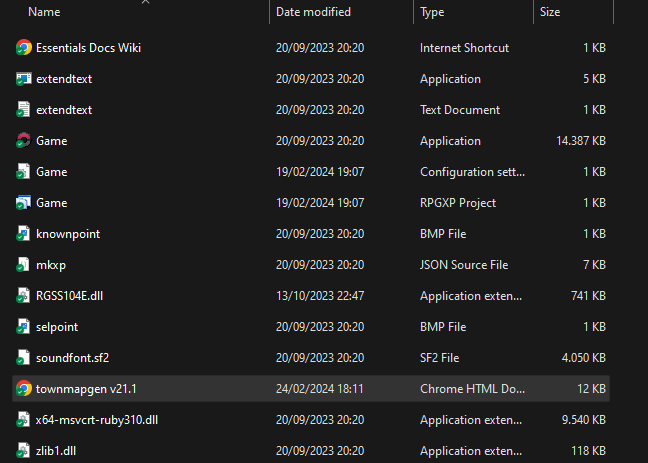 Name Date modified Type Size
Essentials Docs Wiki 20/09/2023 20:20 Internet Shortcut 1 KB
extendtext 20/09/2023 20:20 Application 5 KB
extendtext 20/09/2023 20:20 Text Document 1 KB
Game 20/09/2023 20:20 Application 14.387 KB
Game 19/02/2024 19:07 Configuration sett... 1 KB
Game 19/02/2024 19:07 RPGXP Project 1 KB
knownpoint 20/09/2023 20:20 BMP File 1 KB
mkxp 20/09/2023 20:20 JSON Source File 7 KB
RGSS104E.dll 13/10/2023 22:47 Application exten... 741 KB
selpoint 20/09/2023 20:20 BMP File 1 KB
soundfont.sf2 20/09/2023 20:20 SF2 File 4.050 KB
townmapgen v21.1 24/02/2024 18:11 Chrome HTML Do... 12 KB
x64-msvcrt-ruby310.dll 20/09/2023 20:20 Application exten... 9.540 KB
zlib1.dll 20/09/2023 20:20 Application exten... 118 KB